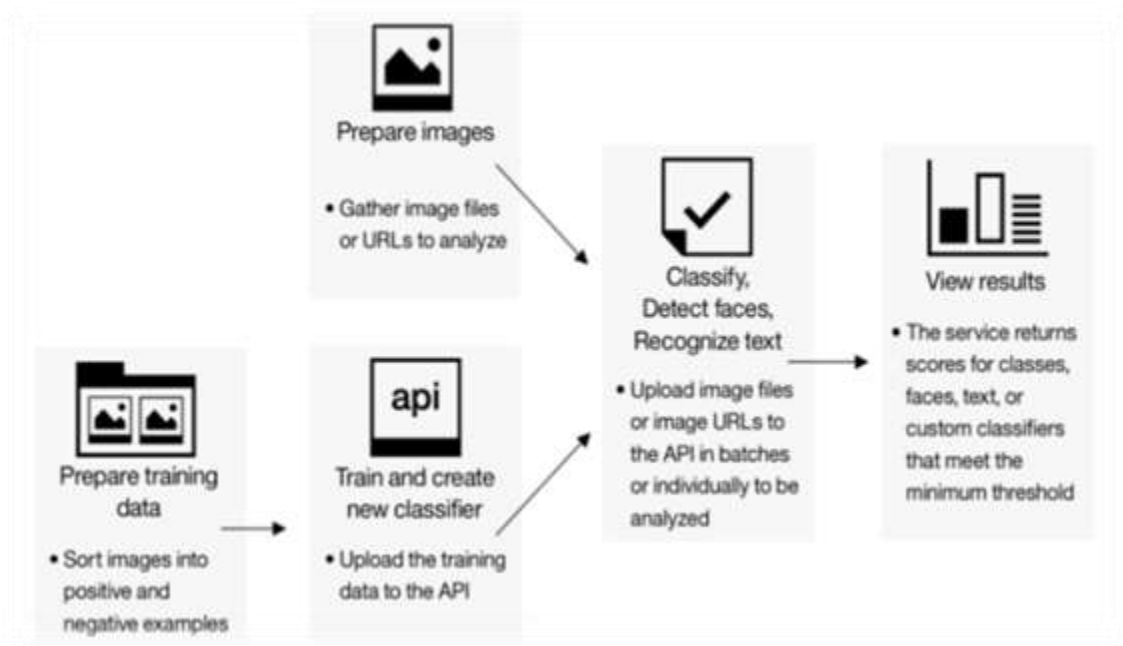 Prepare images
• Gather image files
or URLs to analyze
Prepare training
data
• Sort images into
positive and
negative examples
api
Train and create
new classifier
• Upload the training
data to the API
Classify,
Detect faces,
Recognize text
• Upload image files
or image URLs to
the API in batches
or individually to be
analyzed
View results
• The service returns
scores for classes,
faces, text, or
custom classifiers
that meet the
minimum threshold